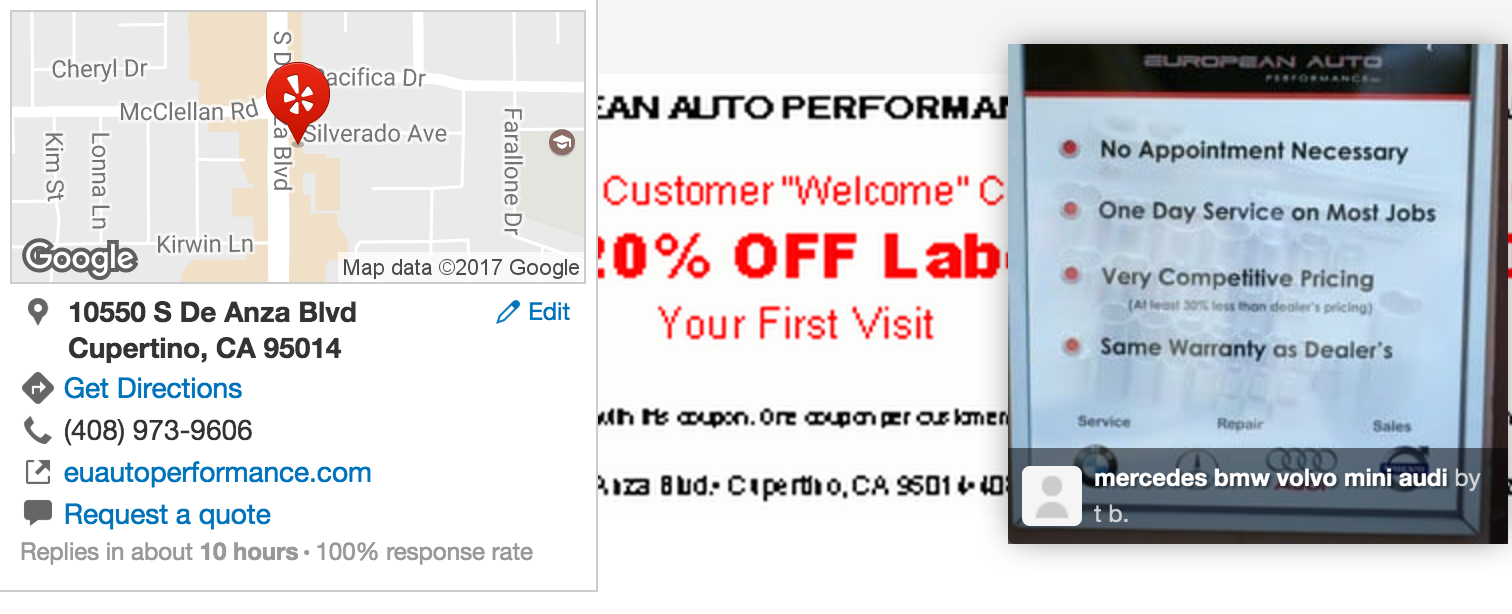 Cheryl Dr
S D
Pacifica Dr
McClellan Rd
Silverado Ave
Kim St
Lonna Ln
la Blvd
Farallone Dr
Kirwin Ln
Google
Map data ©2017 Google
10550 S De Anza Blvd
Edit
Cupertino, CA 95014
Get Directions
(408) 973-9606
euautoperformance.com
Request a quote
Replies in about 10 hours · 100% response rate
EAN AUTO PERFORMAN
Customer "Welcome" C
20% OFF Lab
Your First Visit
with this coupon. One coupon per customer
Anza Blvd.· Cupertino, CA 95014· 40
EUROPEAN AUTO
PERFORMANCE
No Appointment Necessary
One Day Service on Most Jobs
Very Competitive Pricing
(At least 30% less than dealer's pricing)
Same Warranty as Dealer's
Service Repair Sales
mercedes bmw volvo mini audi by
t b.